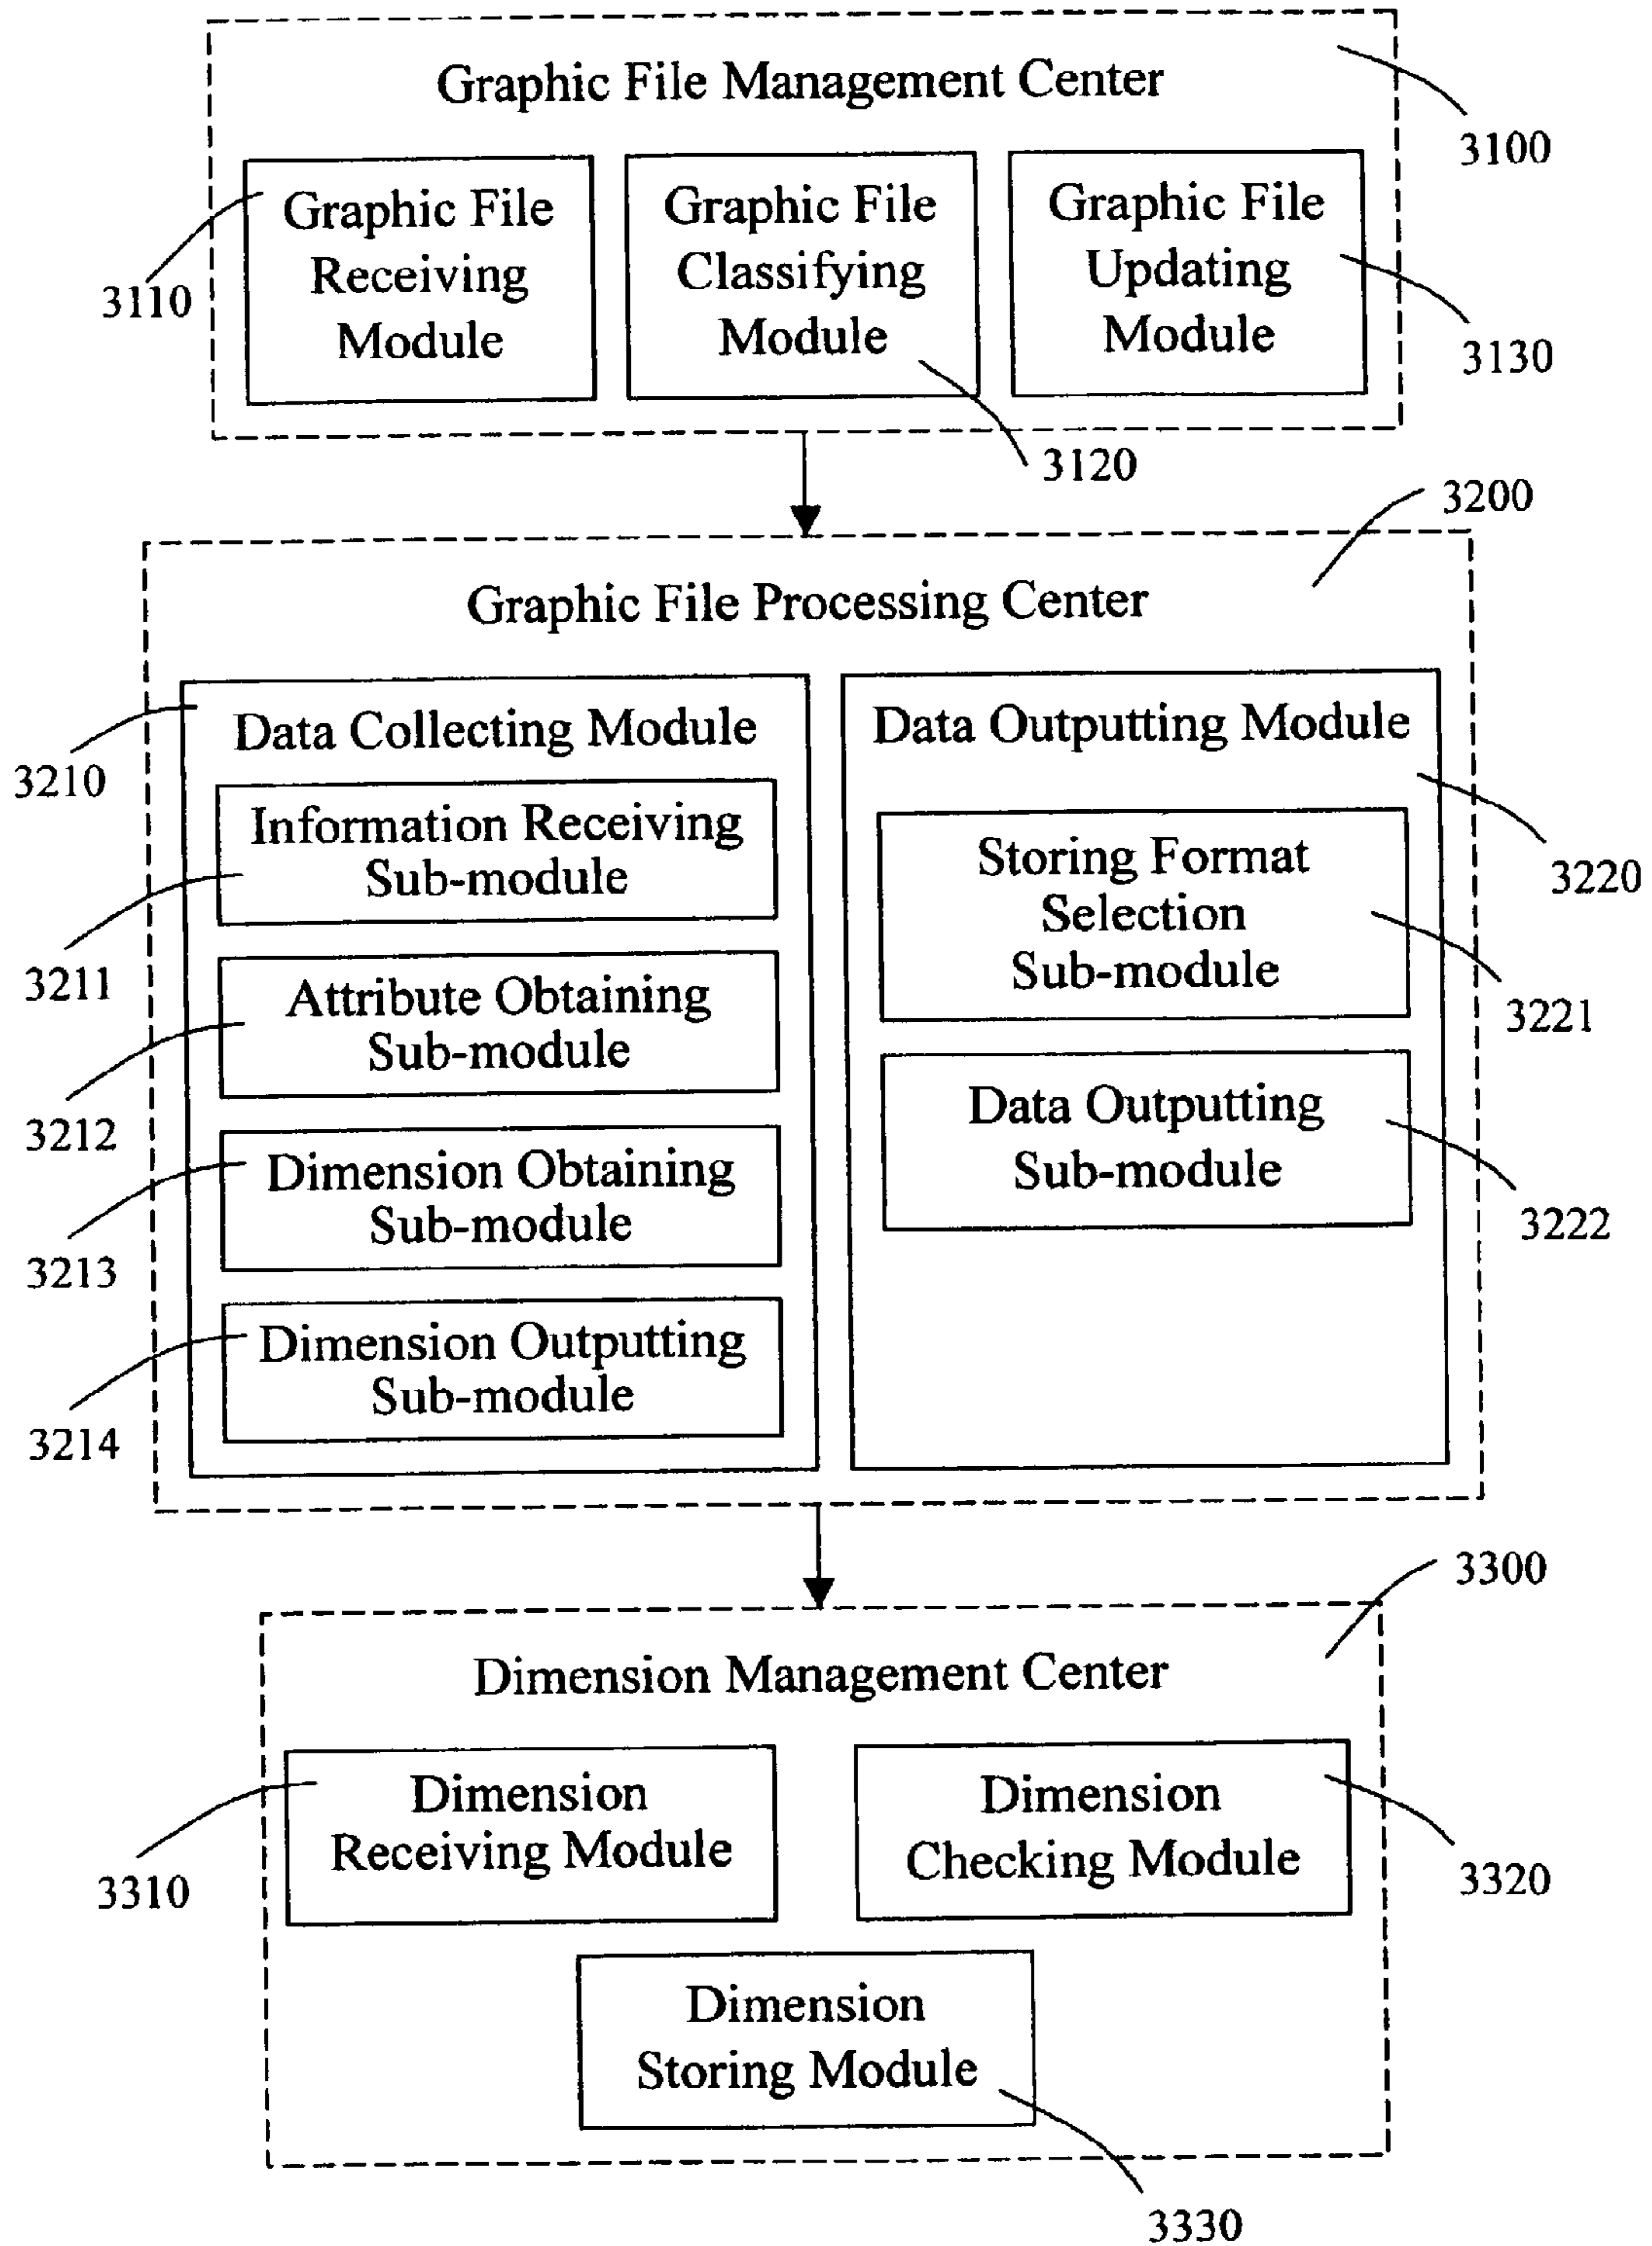 Graphic File Management Center
3100
Graphic File
Receiving
Module
3110
Graphic File
Classifying
Module
3120
Graphic File
Updating
Module
3130
3200
Graphic File Processing Center
Data Collecting Module
3210
Information Receiving
Sub-module
3211
Attribute Obtaining
Sub-module
3212
Dimension Obtaining
Sub-module
3213
Dimension Outputting
Sub-module
3214
Data Outputting Module
3220
Storing Format
Selection
Sub-module
3221
Data Outputting
Sub-module
3222
3300
Dimension Management Center
Dimension
Receiving Module
3310
Dimension
Checking Module
3320
Dimension
Storing Module
3330